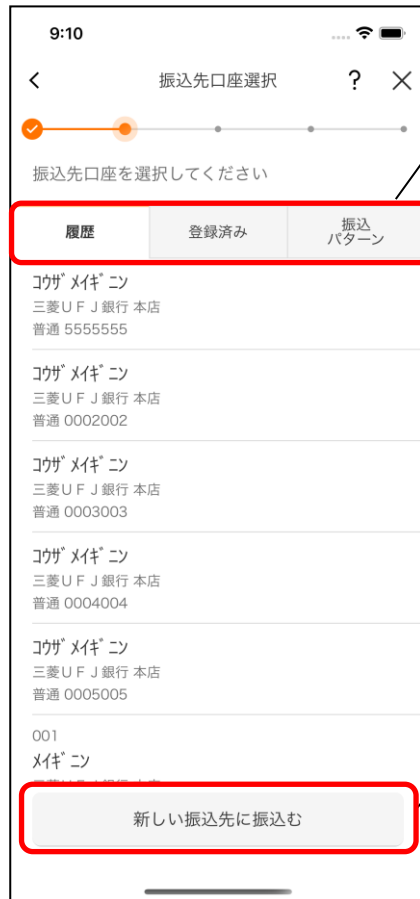 9:10
振込先口座選択 ?
振込先口座を選択してください
履歴 登録済み 振込
パターン
コウザ メイギニン
三菱UFJ銀行 本店
普通 5555555
コウザ メイギニン
三菱UFJ銀行 本店
普通 0002002
コウザ メイギニン
三菱UFJ銀行 本店
普通 0003003
コウザ メイギニン
三菱UFJ銀行 本店
普通 0004004
コウザ メイギニン
三菱UFJ銀行 本店
普通 0005005
001
メイギニン
新しい振込先に振込む